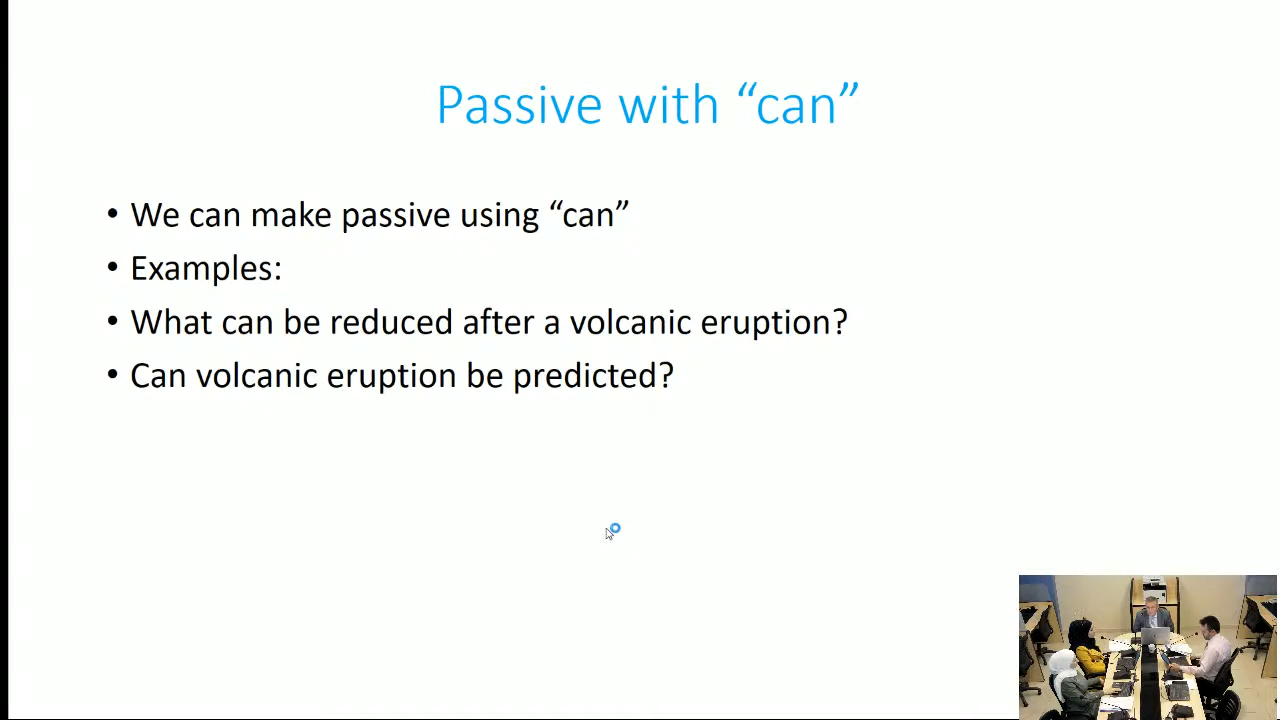 Passive with “can”
• We can make passive using “can”
• Examples:
• What can be reduced after a volcanic eruption?
• Can volcanic eruption be predicted?